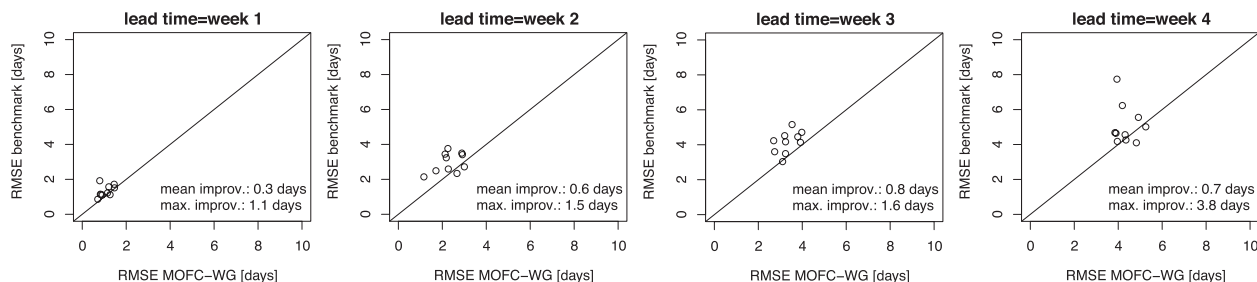 lead time=week 1
RMSE benchmark [days]
0 2 4 6 8 10
mean improv.: 0.3 days
max. improv.: 1.1 days
0 2 4 6 8 10
RMSE MOFC−WG [days]
lead time=week 2
RMSE benchmark [days]
0 2 4 6 8 10
mean improv.: 0.6 days
max. improv.: 1.5 days
0 2 4 6 8 10
RMSE MOFC−WG [days]
lead time=week 3
RMSE benchmark [days]
0 2 4 6 8 10
mean improv.: 0.8 days
max. improv.: 1.6 days
0 2 4 6 8 10
RMSE MOFC−WG [days]
lead time=week 4
RMSE benchmark [days]
0 2 4 6 8 10
mean improv.: 0.7 days
max. improv.: 3.8 days
0 2 4 6 8 10
RMSE MOFC−WG [days]